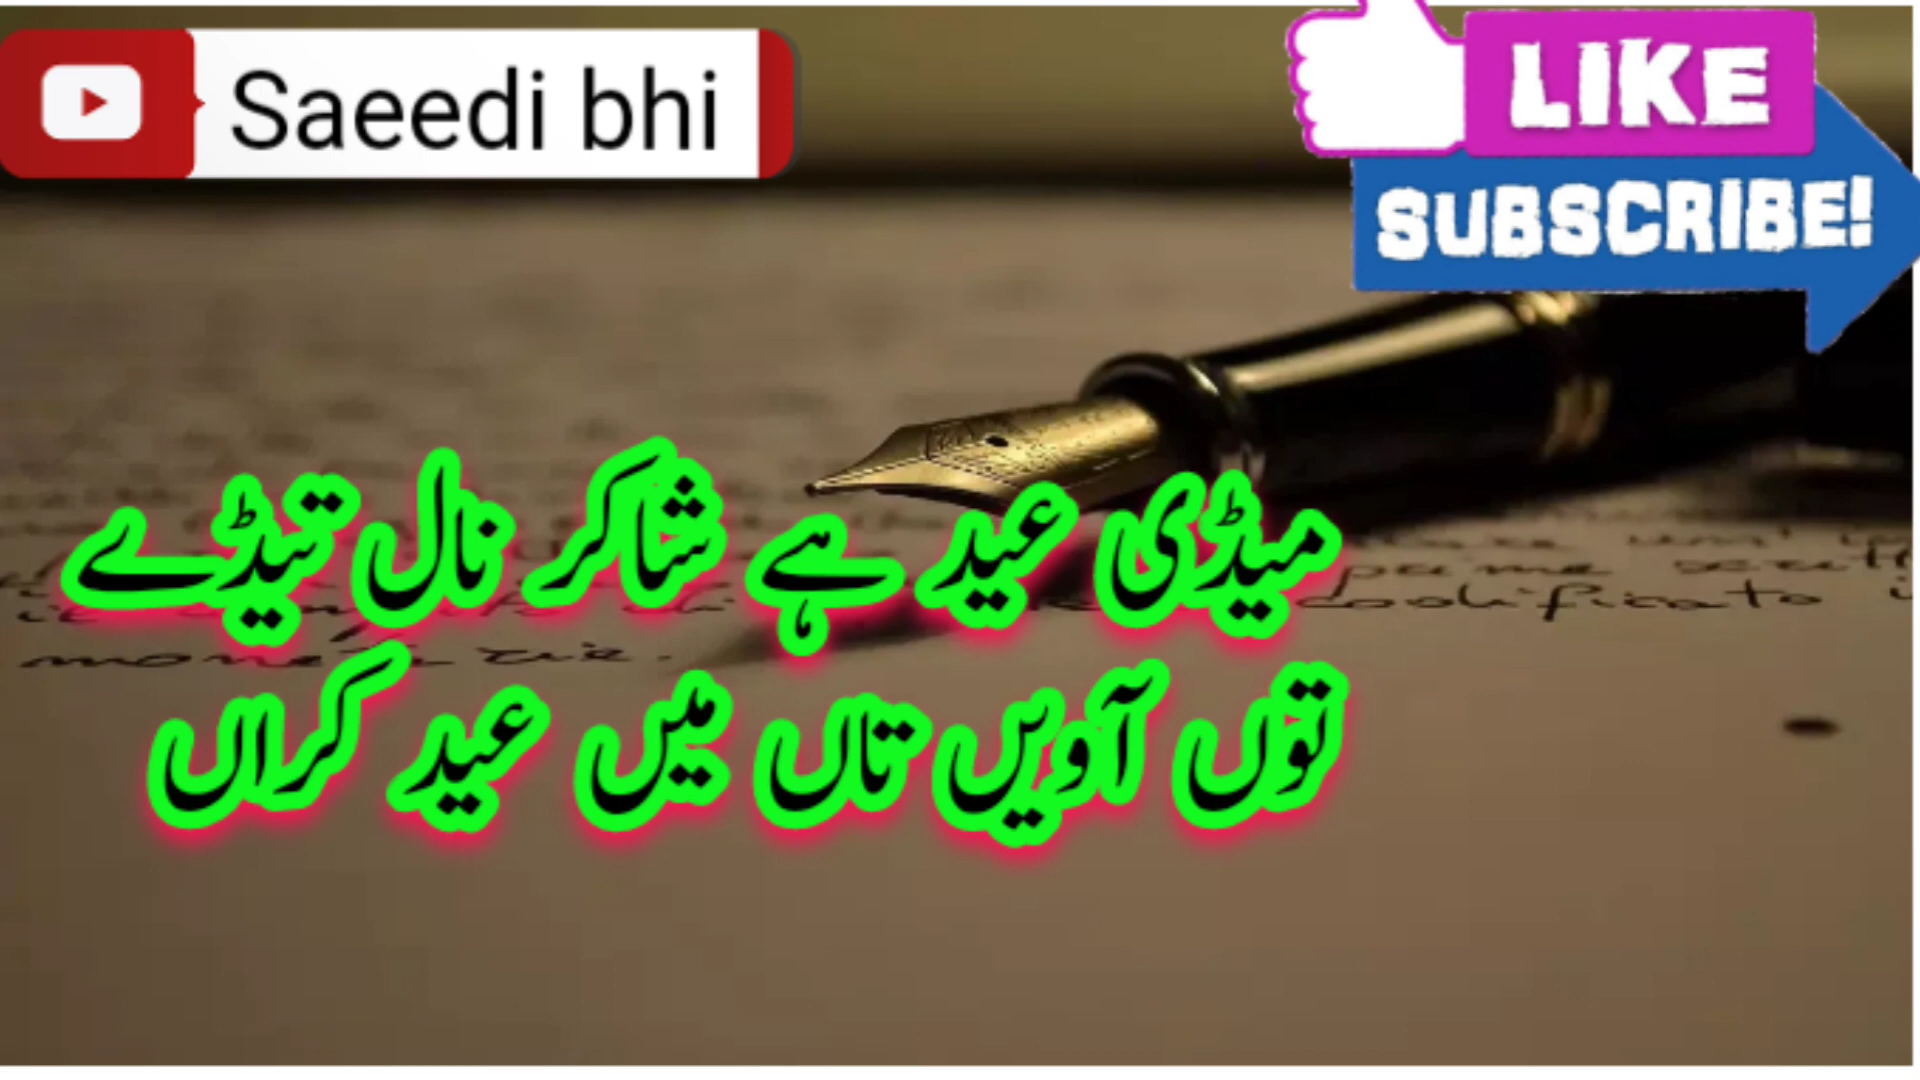 Saeedi bhi
LIKE
SUBSCRIBE!
میڈی عید ہے شاکر نال تیڈے
توں آویں تاں میں عید کراں